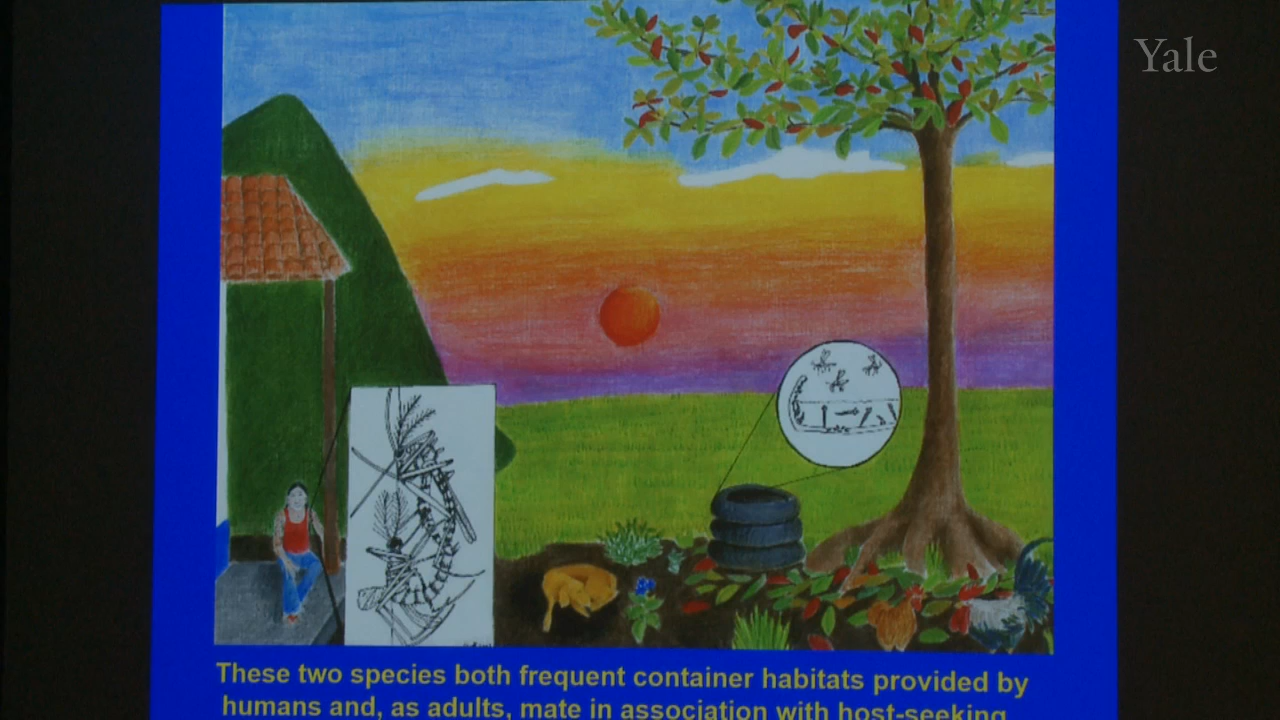 Yale
These two species both frequent container habitats provided by
humans and, as adults, mate in association with host-seeking